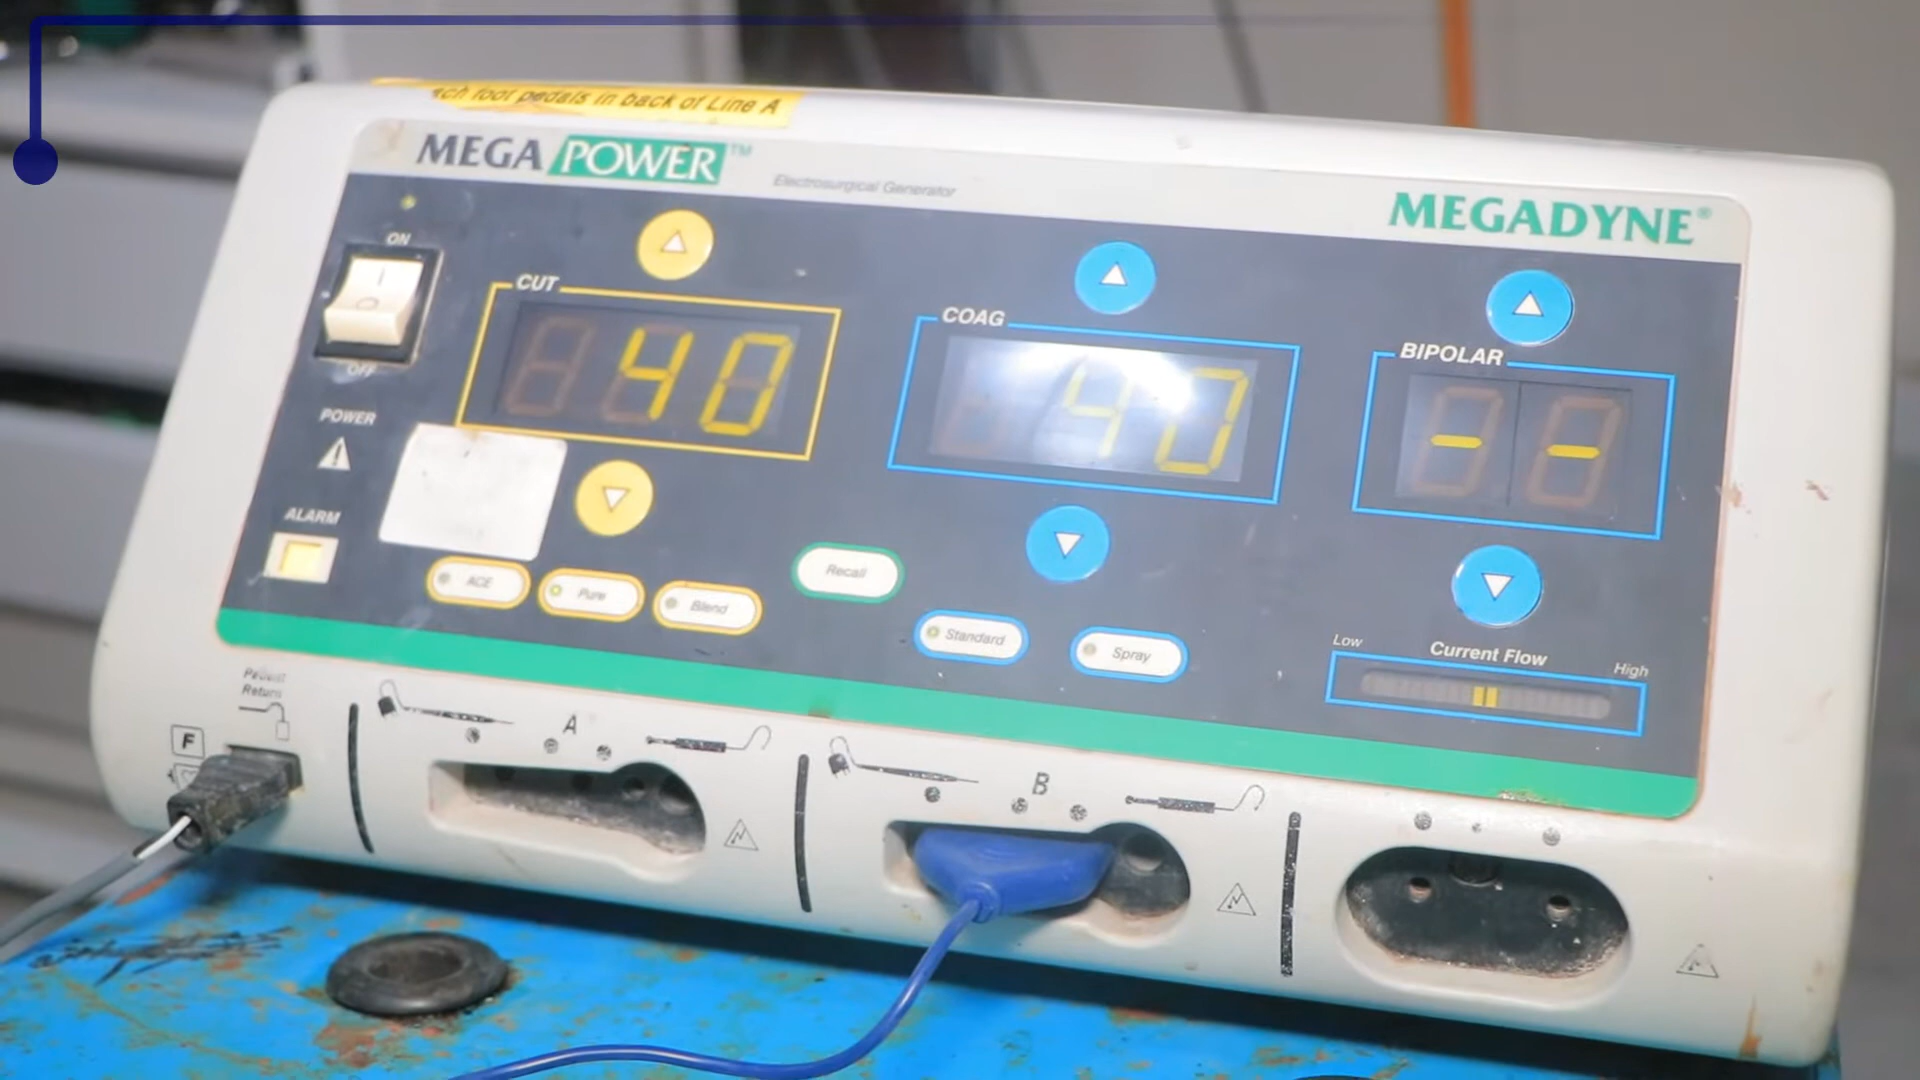 ch foot pedals in back of Line A
MEGA POWER™
Electrosurgical Generator
MEGADYNE®
ON
OFF
CUT
40
COAG
40
BIPOLAR
--
POWER
ALARM
ACE
Pure
Blend
Recall
Standard
Spray
Low
Current Flow
High
Patient
Return
F
A
B